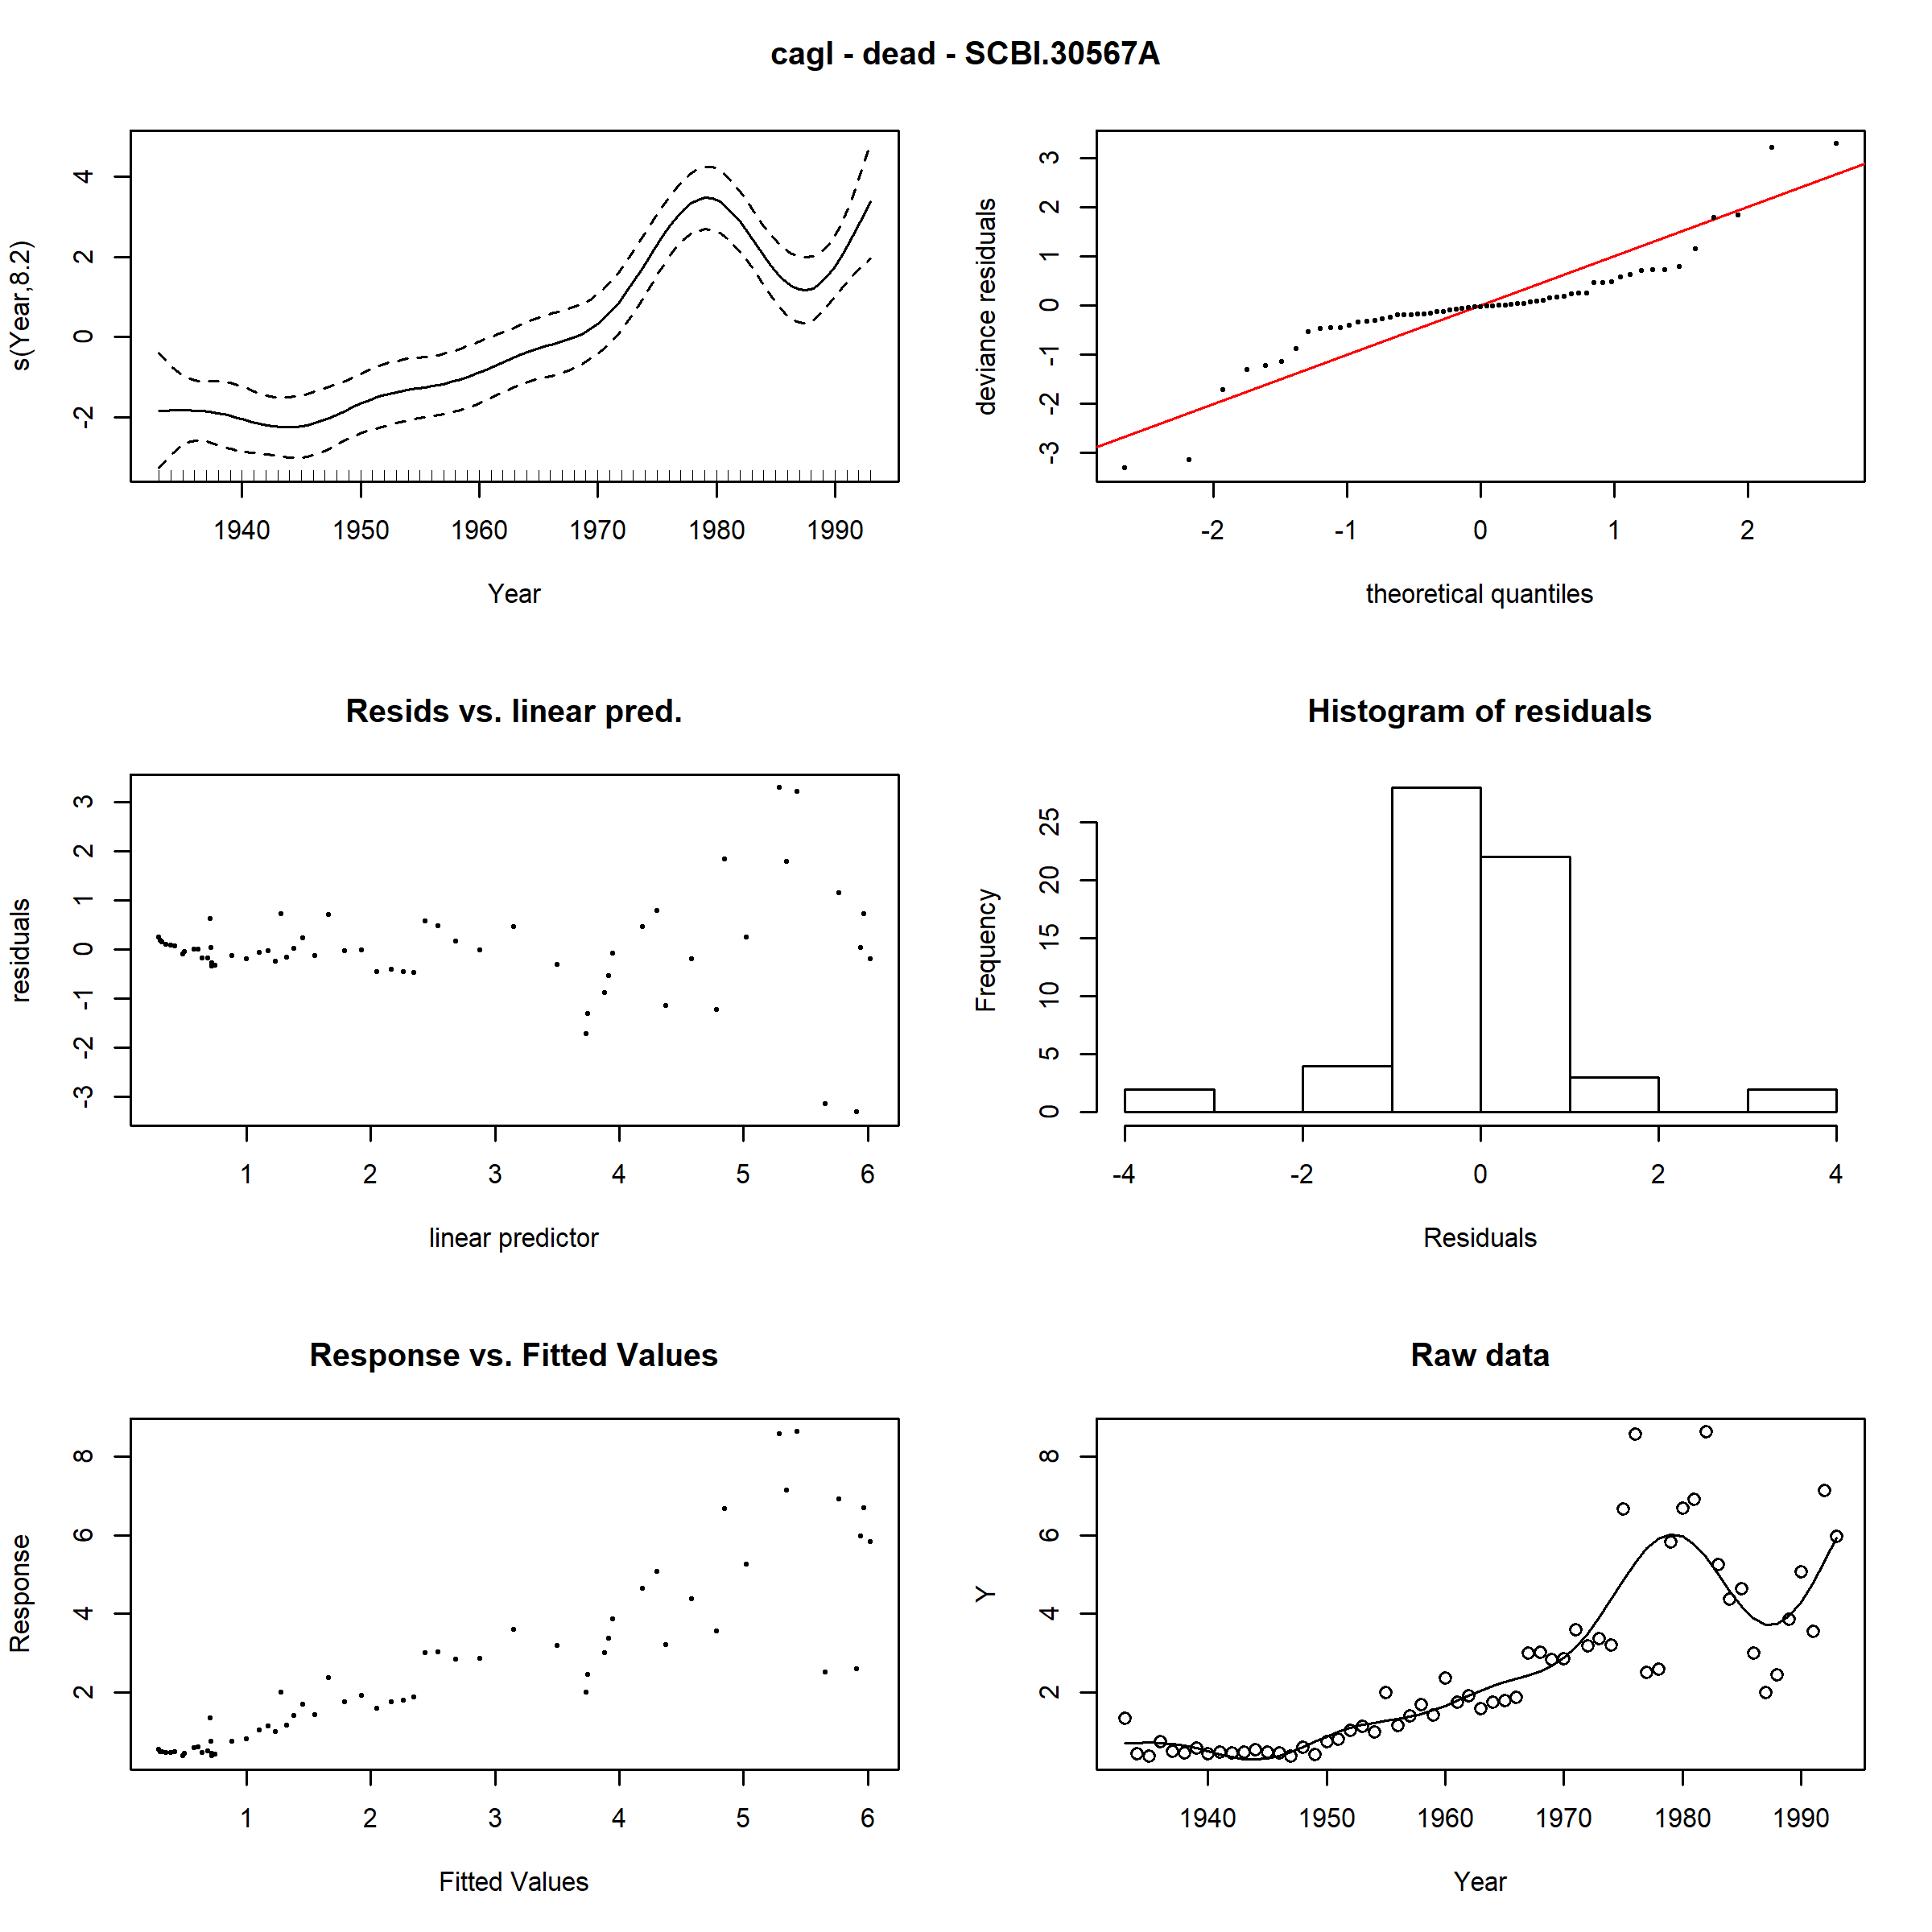 cagl - dead - SCBI.30567A
s(Year,8.2)
4
2
0
-2
1940 1950 1960 1970 1980 1990
Year
deviance residuals
3
2
1
0
-1
-2
-3
-2 -1 0 1 2
theoretical quantiles
Resids vs. linear pred.
residuals
3
2
1
0
-1
-2
-3
1 2 3 4 5 6
linear predictor
Histogram of residuals
Frequency
25
20
15
10
5
0
-4 -2 0 2 4
Residuals
Response vs. Fitted Values
Response
8
6
4
2
1 2 3 4 5 6
Fitted Values
Raw data
Y
8
6
4
2
1940 1950 1960 1970 1980 1990
Year